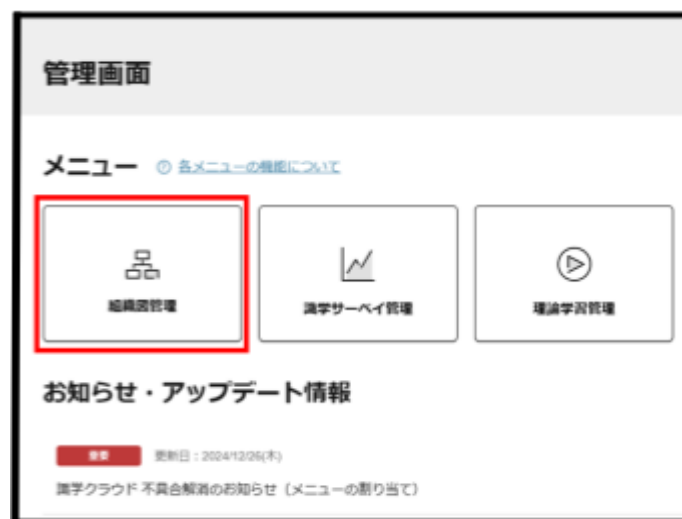 管理画面
メニュー
各メニューの機能について
組織図管理
識学サーベイ管理
理論学習管理
お知らせ・アップデート情報
重要
更新日：2024/12/26(木)
識学クラウド 不具合解消のお知らせ（メニューの割り当て）